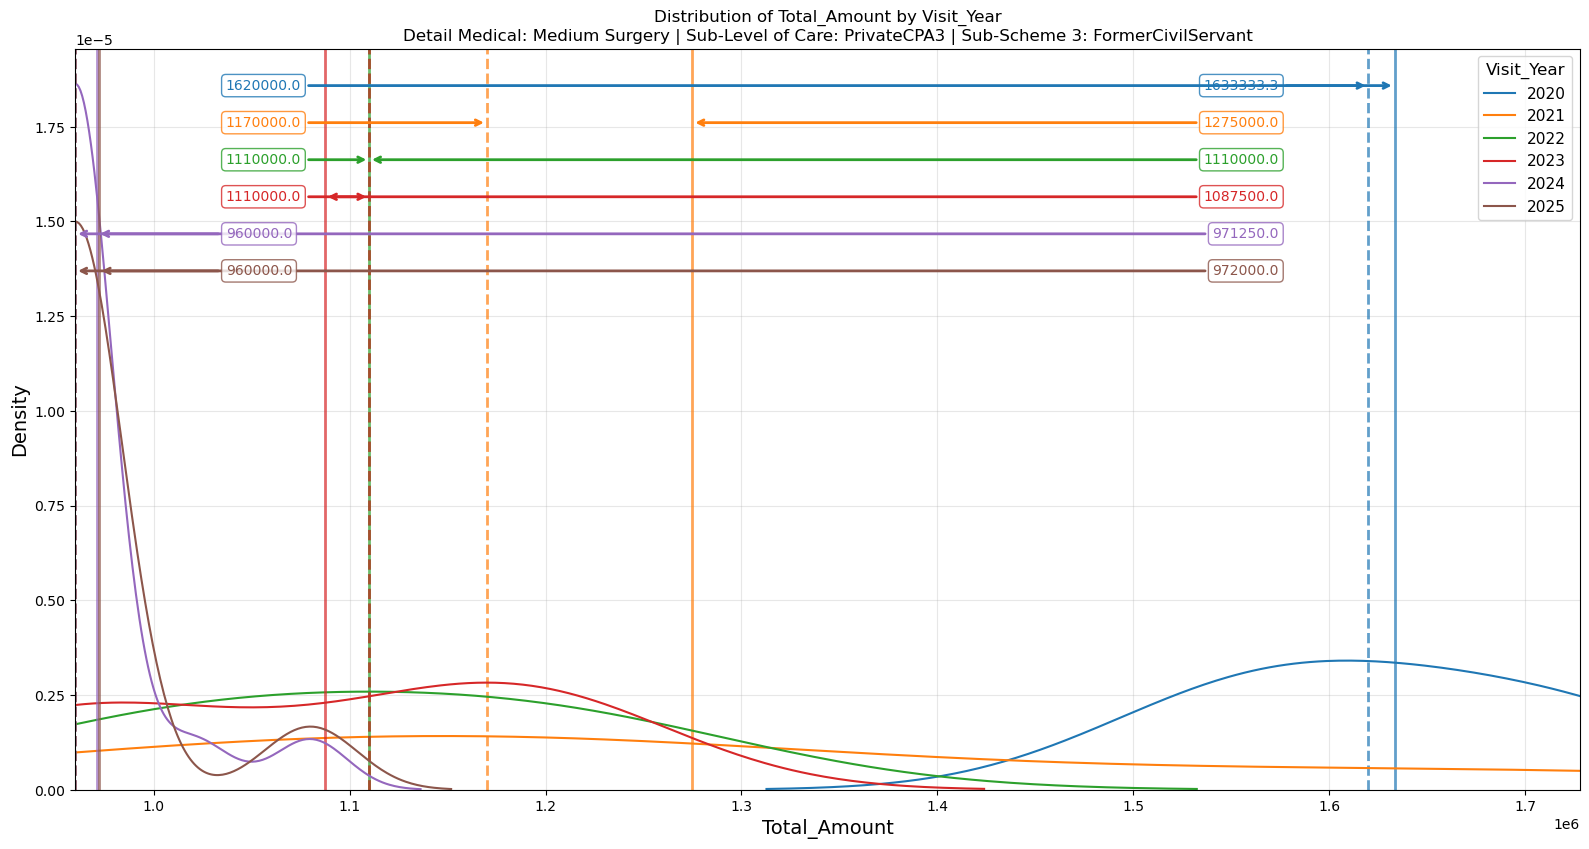 Distribution of Total_Amount by Visit_Year
Detail Medical: Medium Surgery | Sub-Level of Care: PrivateCPA3 | Sub-Scheme 3: FormerCivilServant
1e−5
Visit_Year
2020
2021
2022
2023
2024
2025
1620000.0 1633333.3
1170000.0 1275000.0
1110000.0 1110000.0
1110000.0 1087500.0
960000.0 971250.0
960000.0 972000.0
1.75
1.50
1.25
1.00
0.75
0.50
0.25
0.00
Density
1.0 1.1 1.2 1.3 1.4 1.5 1.6 1.7
1e6
Total_Amount